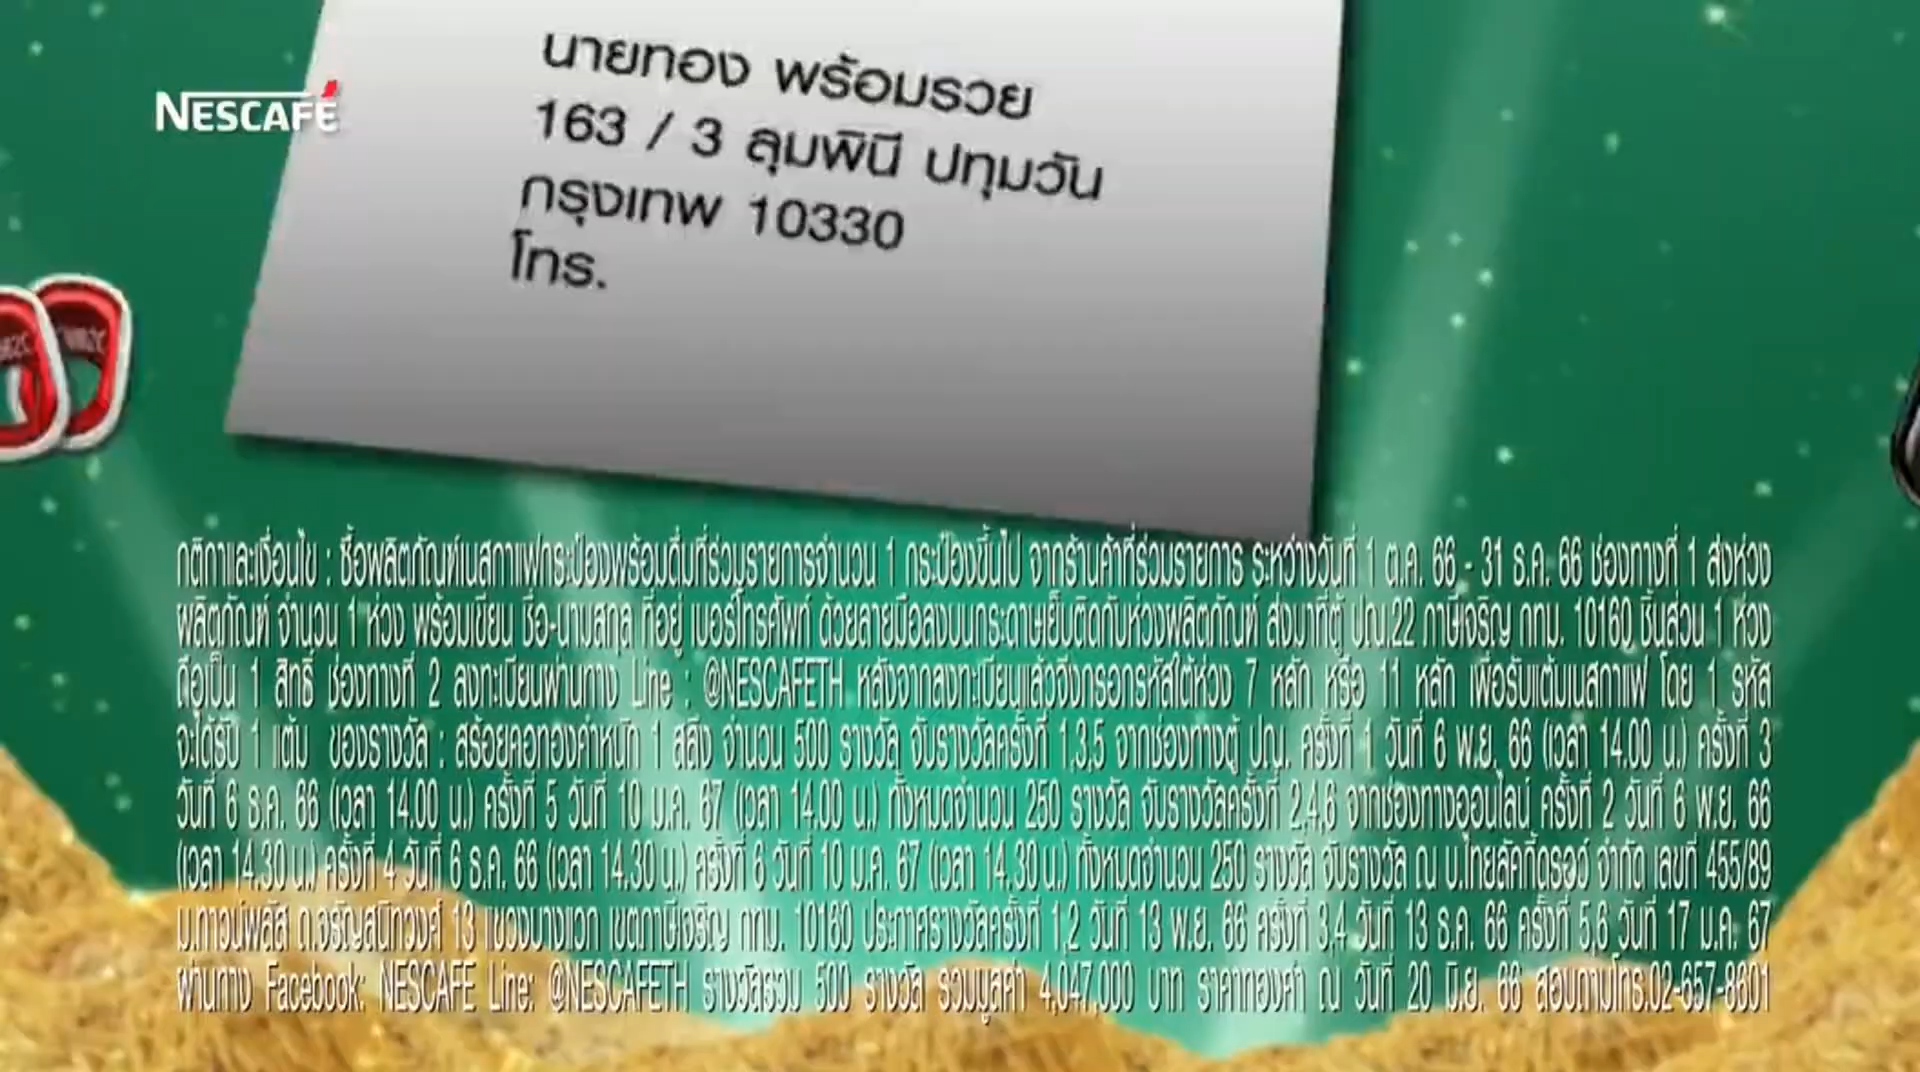 นายทอง พร้อมรวย
NESCAFÉ
163 / 3 ลุมพินี ปทุมวัน
กรุงเทพ 10330
โทร.
กติกาและเงื่อนไข : ซื้อผลิตภัณฑ์เนสกาแฟกระป๋องพร้อมดื่มที่ร่วมรายการจำนวน 1 กระป๋องขึ้นไป จากร้านค้าที่ร่วมรายการ ระหว่างวันที่ 1 ต.ค. 66 - 31 ธ.ค. 66 ช่องทางที่ 1 ส่งห่วง
ผลิตภัณฑ์ จำนวน 1 ห่วง พร้อมเขียน ชื่อ-นามสกุล ที่อยู่ เบอร์โทรศัพท์ ด้วยลายมือลงบนกระดาษเย็บติดกับห่วงผลิตภัณฑ์ ส่งมาที่ตู้ ปณ.22 ภาษีเจริญ กทม. 10160 ชิ้นส่วน 1 ห่วง
ถือเป็น 1 สิทธิ์ ช่องทางที่ 2 ลงทะเบียนผ่านทาง Line : @NESCAFETH หลังจากลงทะเบียนแล้วจึงกรอกรหัสใต้ห่วง 7 หลัก หรือ 11 หลัก เพื่อรับแต้มเนสกาแฟ โดย 1 รหัส
จะได้รับ 1 แต้ม ของรางวัล : สร้อยคอทองคำหนัก 1 สลึง จำนวน 500 รางวัล จับรางวัลครั้งที่ 1,3,5 จากช่องทางตู้ ปณ. ครั้งที่ 1 วันที่ 6 พ.ย. 66 (เวลา 14.00 น.) ครั้งที่ 3
วันที่ 6 ธ.ค. 66 (เวลา 14.00 น.) ครั้งที่ 5 วันที่ 10 ม.ค. 67 (เวลา 14.00 น.) ทั้งหมดจำนวน 250 รางวัล จับรางวัลครั้งที่ 2,4,6 จากช่องทางออนไลน์ ครั้งที่ 2 วันที่ 6 พ.ย. 66
(เวลา 14.30 น.) ครั้งที่ 4 วันที่ 6 ธ.ค. 66 (เวลา 14.30 น.) ครั้งที่ 6 วันที่ 10 ม.ค. 67 (เวลา 14.30 น.) ทั้งหมดจำนวน 250 รางวัล จับรางวัล ณ บ.ไทยลัคกี้ดรอว์ จำกัด เลขที่ 455/89
ม.ทาวน์พลัส ถ.จรัญสนิทวงศ์ 13 แขวงบางแวก เขตภาษีเจริญ กทม. 10160 ประกาศรางวัลครั้งที่ 1,2 วันที่ 13 พ.ย. 66 ครั้งที่ 3,4 วันที่ 13 ธ.ค. 66 ครั้งที่ 5,6 วันที่ 17 ม.ค. 67
ผ่านทาง Facebook: NESCAFE Line: @NESCAFETH รางวัลรวม 500 รางวัล รวมมูลค่า 4,047,000 บาท ราคาทองคำ ณ วันที่ 20 มิ.ย. 66 สอบถามโทร.02-657-8601